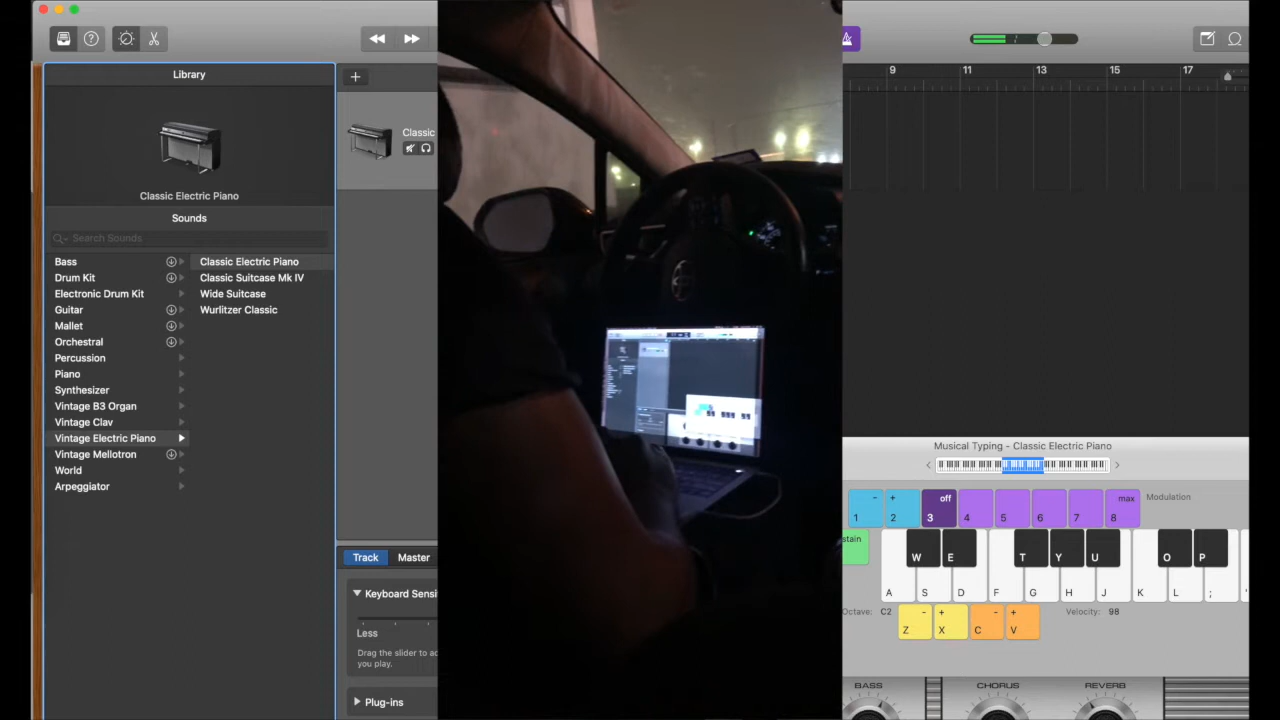 Library
Classic Electric Piano
Sounds
Search Sounds
Bass
Drum Kit
Electronic Drum Kit
Guitar
Mallet
Orchestral
Percussion
Piano
Synthesizer
Vintage B3 Organ
Vintage Clav
Vintage Electric Piano
Vintage Mellotron
World
Arpeggiator
Classic Electric Piano
Classic Suitcase Mk IV
Wide Suitcase
Wurlitzer Classic
Classic
Track Master
Keyboard Sensi
Less
Drag the slider to ad
you play.
Plug-ins
9 11 13 15 17
Musical Typing - Classic Electric Piano
- + off max Modulation
1 2 3 4 5 6 7 8
stain
W E T Y U O P
A S D F G H J K L ; '
Octave: C2 - + - + Velocity: 98
Z X C V
BASS CHORUS REVERB